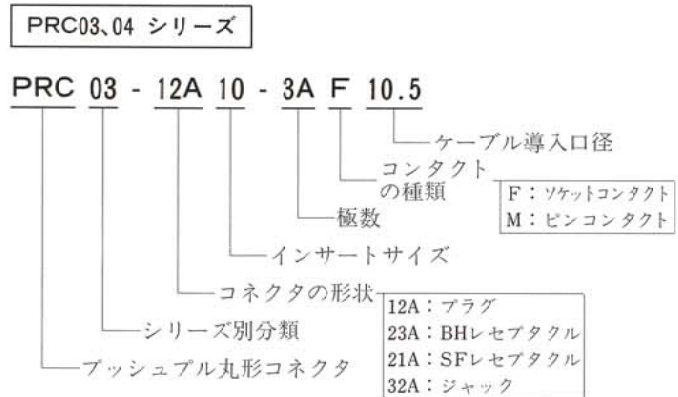 PRC03、04 シリーズ
PRC 03 - 12A 10 - 3A F 10.5
ケーブル導入口径
コンタクト
の種類
F：ソケットコンタクト
M：ピンコンタクト
極数
インサートサイズ
コネクタの形状
12A：プラグ
23A：BHレセプタクル
21A：SFレセプタクル
32A：ジャック
シリーズ別分類
プッシュプル丸形コネクタ